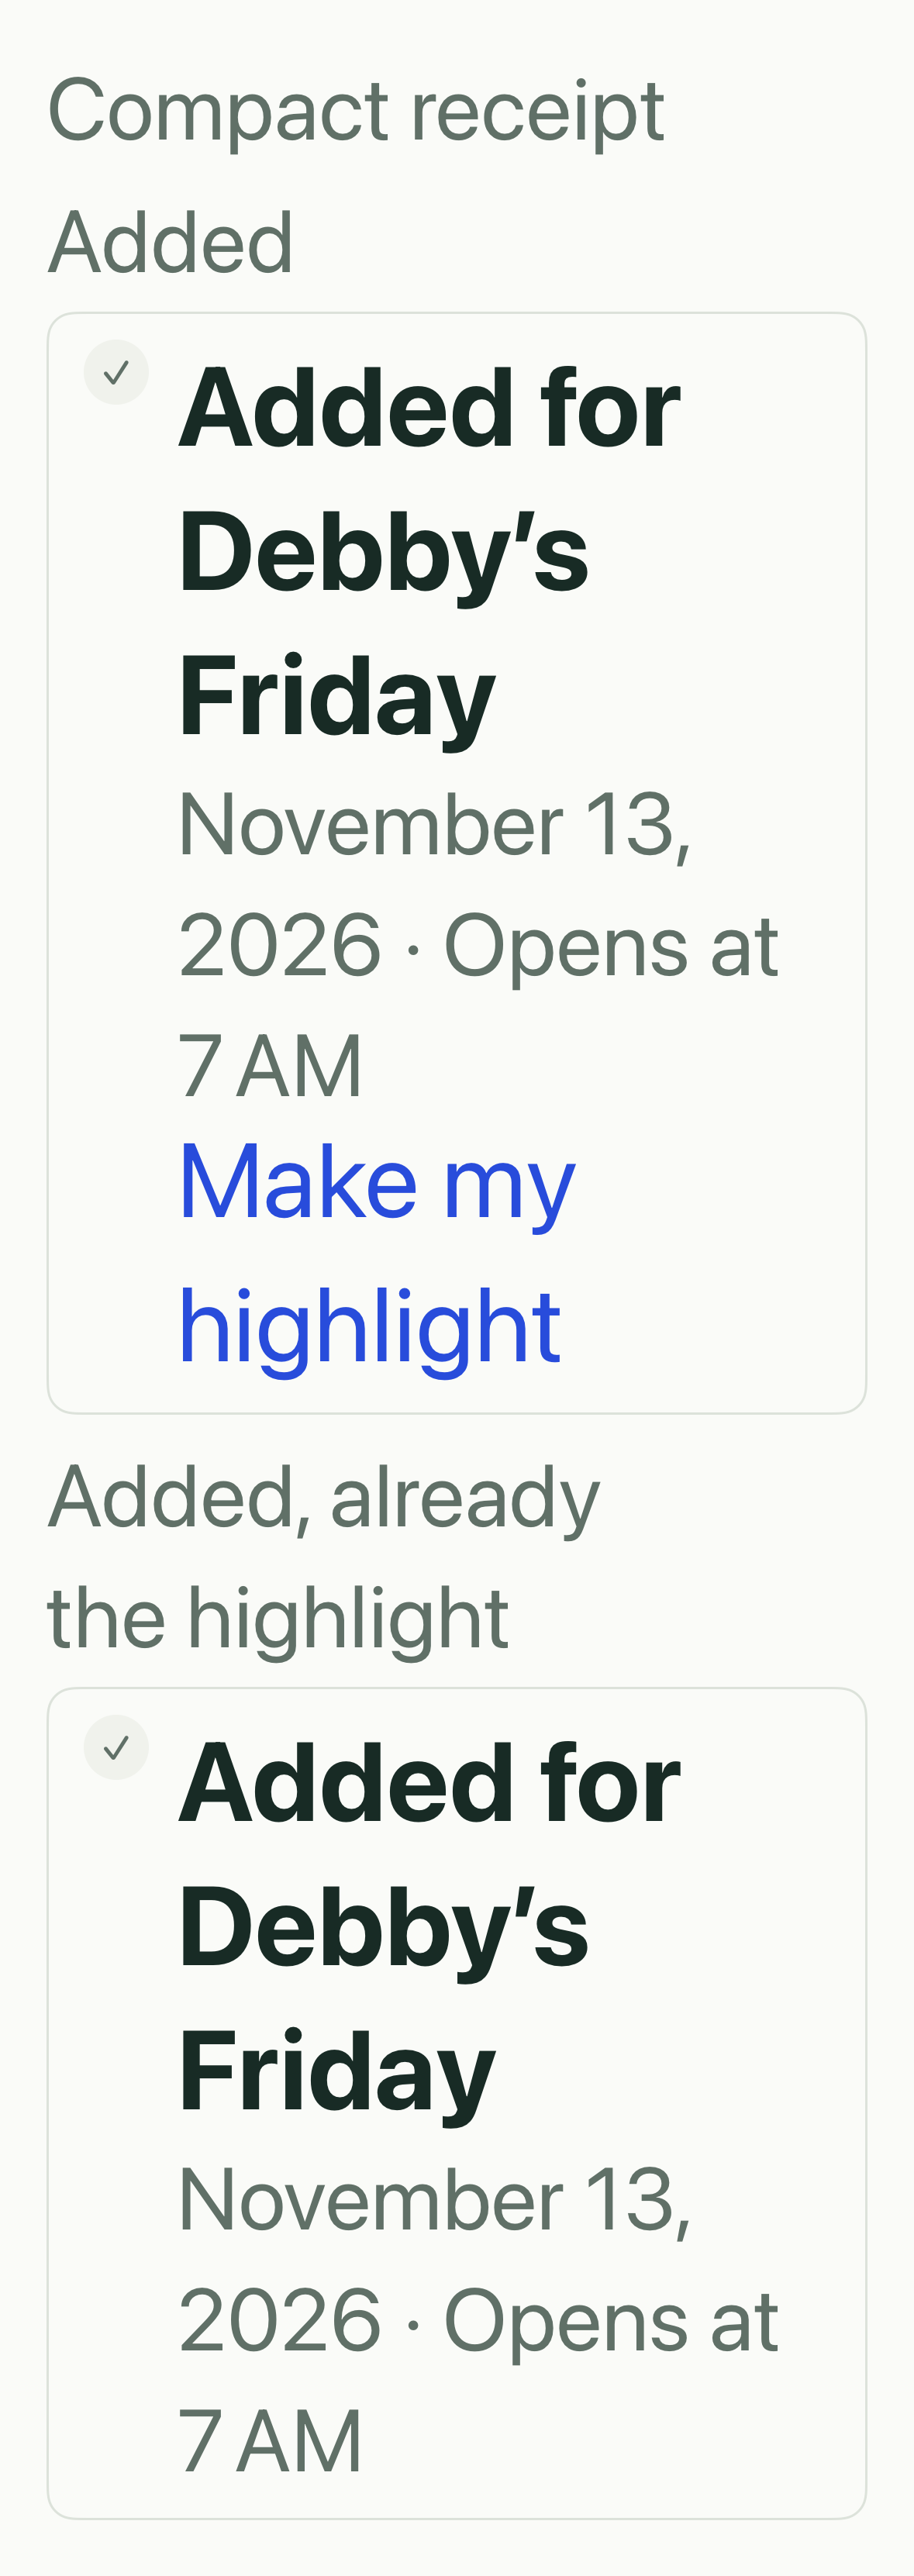 Compact receipt
Added
Added for
Debby’s
Friday
November 13,
2026 · Opens at
7 AM
Make my
highlight
Added, already
the highlight
Added for
Debby’s
Friday
November 13,
2026 · Opens at
7 AM